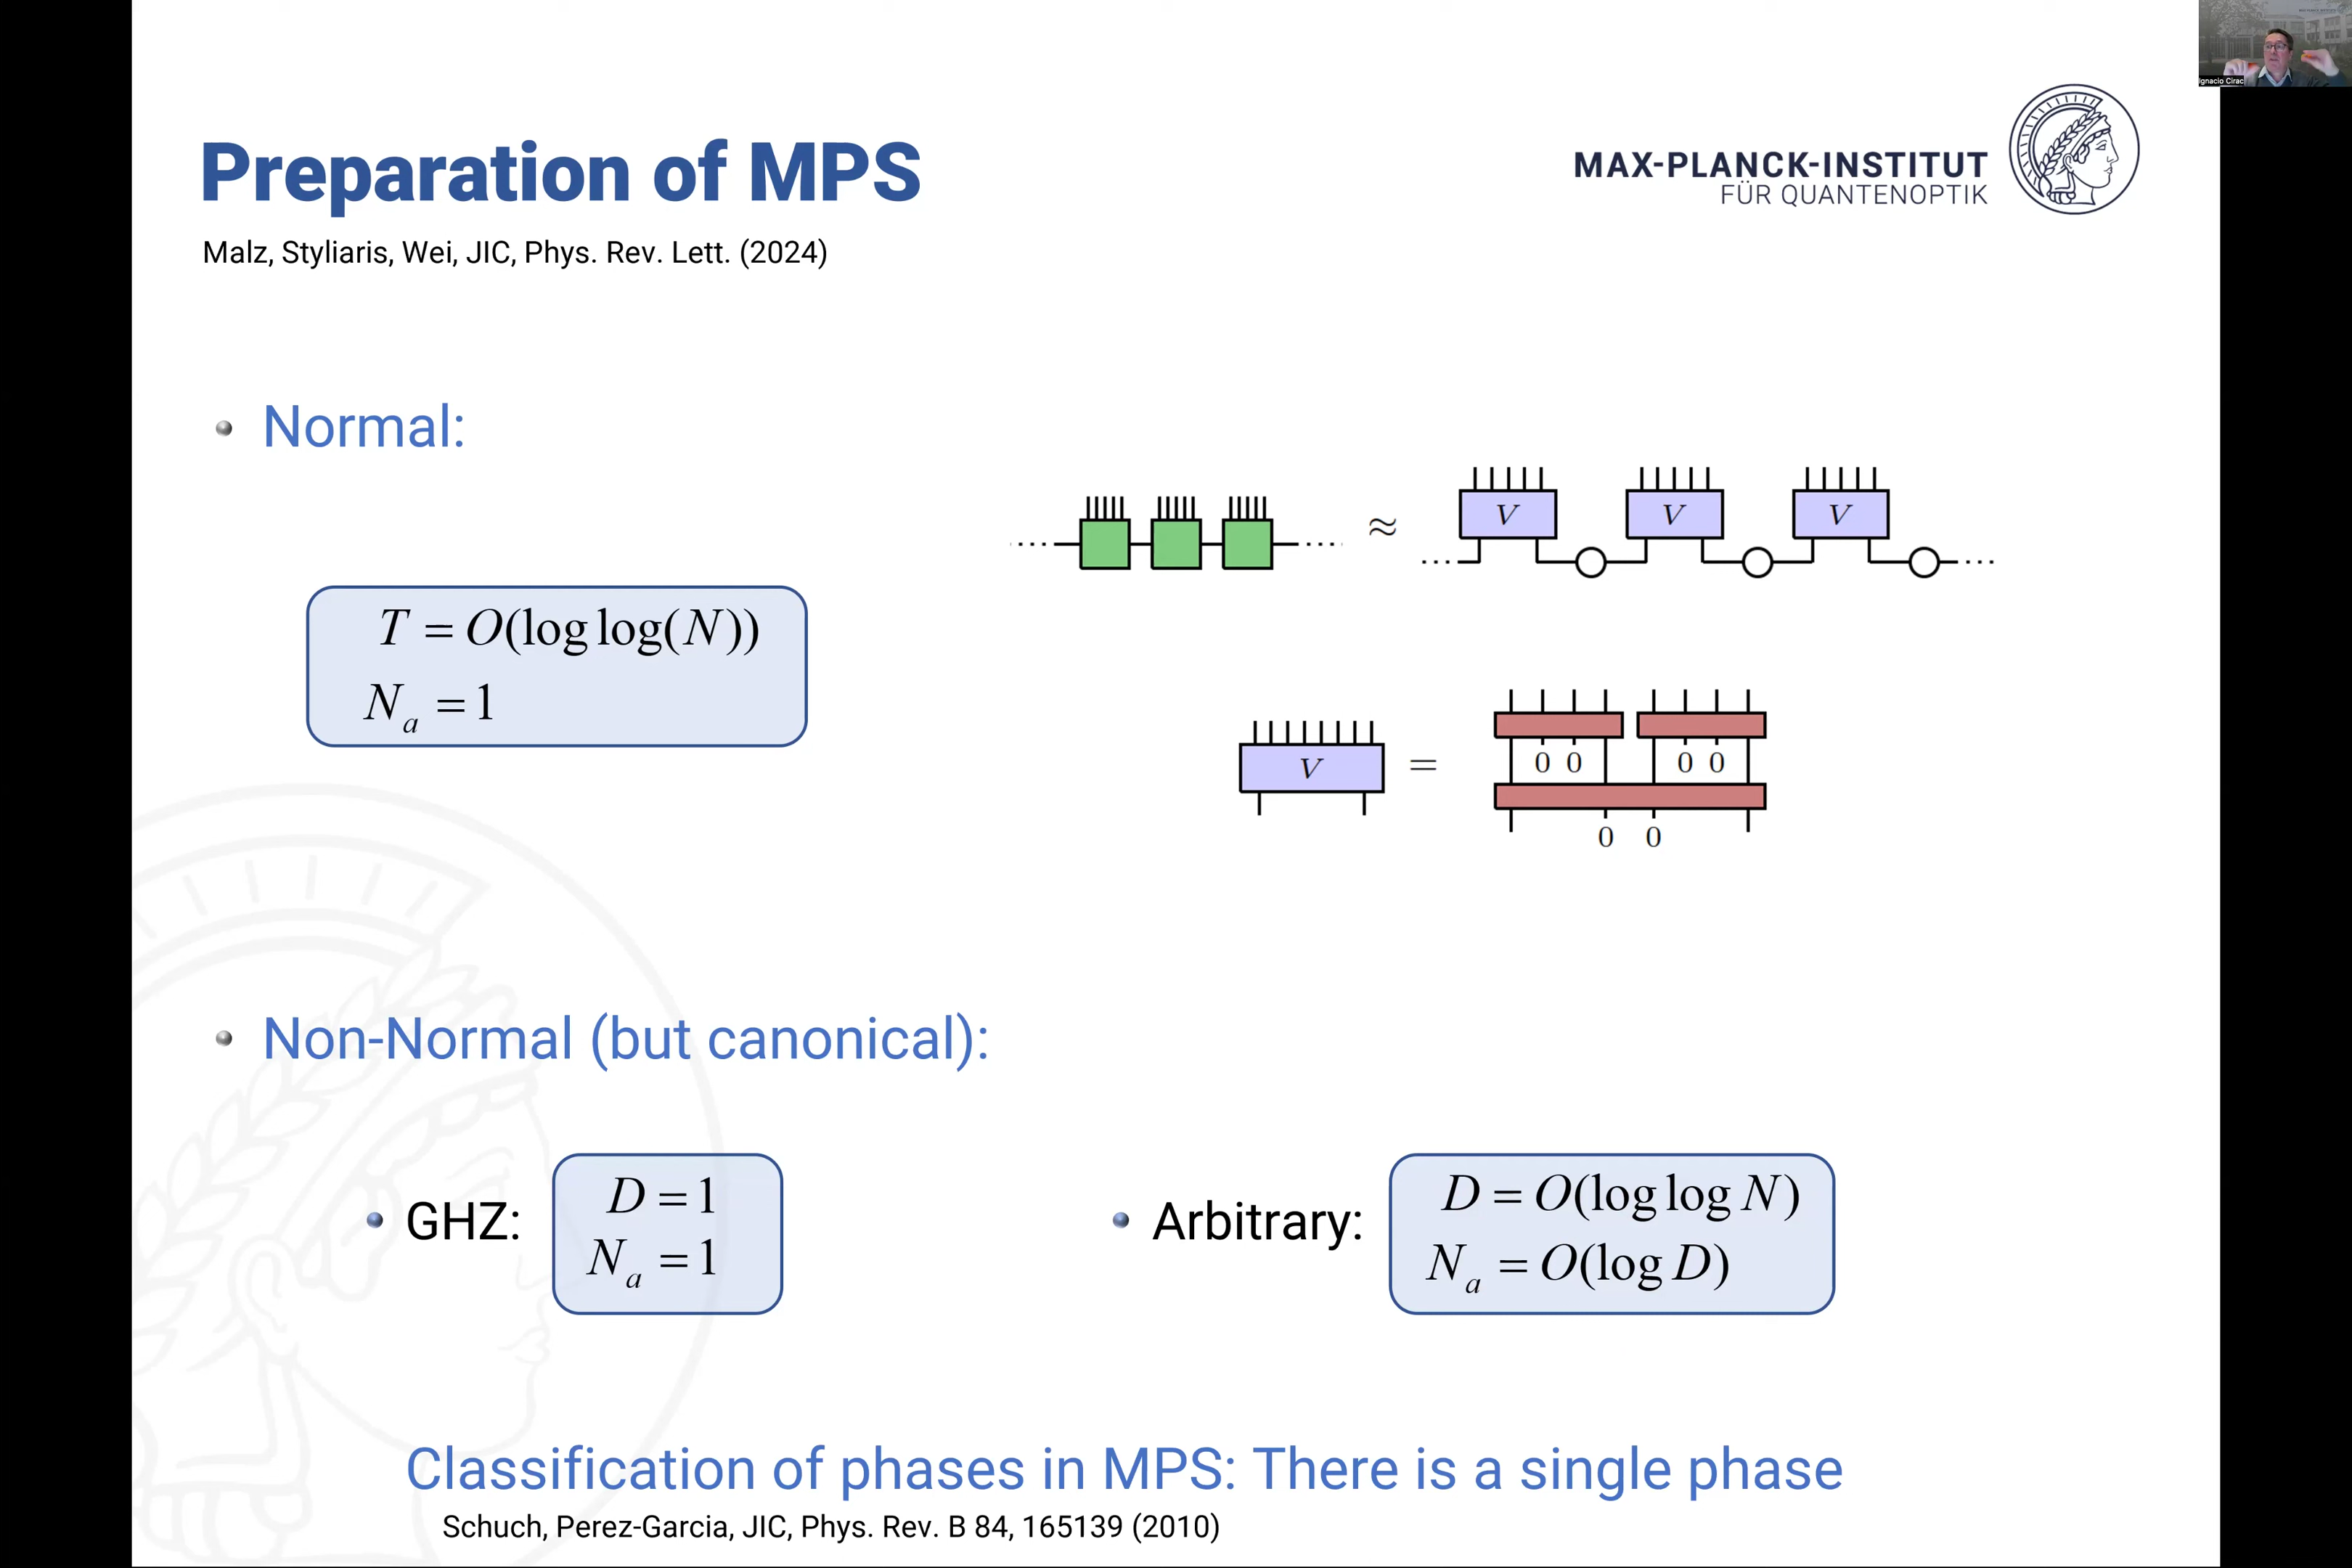 Ignacio Cirac
Preparation of MPS
MAX-PLANCK-INSTITUT
FÜR QUANTENOPTIK
Malz, Styliaris, Wei, JIC, Phys. Rev. Lett. (2024)
Normal:
T = O(log log(N))
N_a = 1
≈
V V V
V
=
0 0 0 0
0 0
Non-Normal (but canonical):
GHZ:
D = 1
N_a = 1
Arbitrary:
D = O(log log N)
N_a = O(log D)
Classification of phases in MPS: There is a single phase
Schuch, Perez-Garcia, JIC, Phys. Rev. B 84, 165139 (2010)